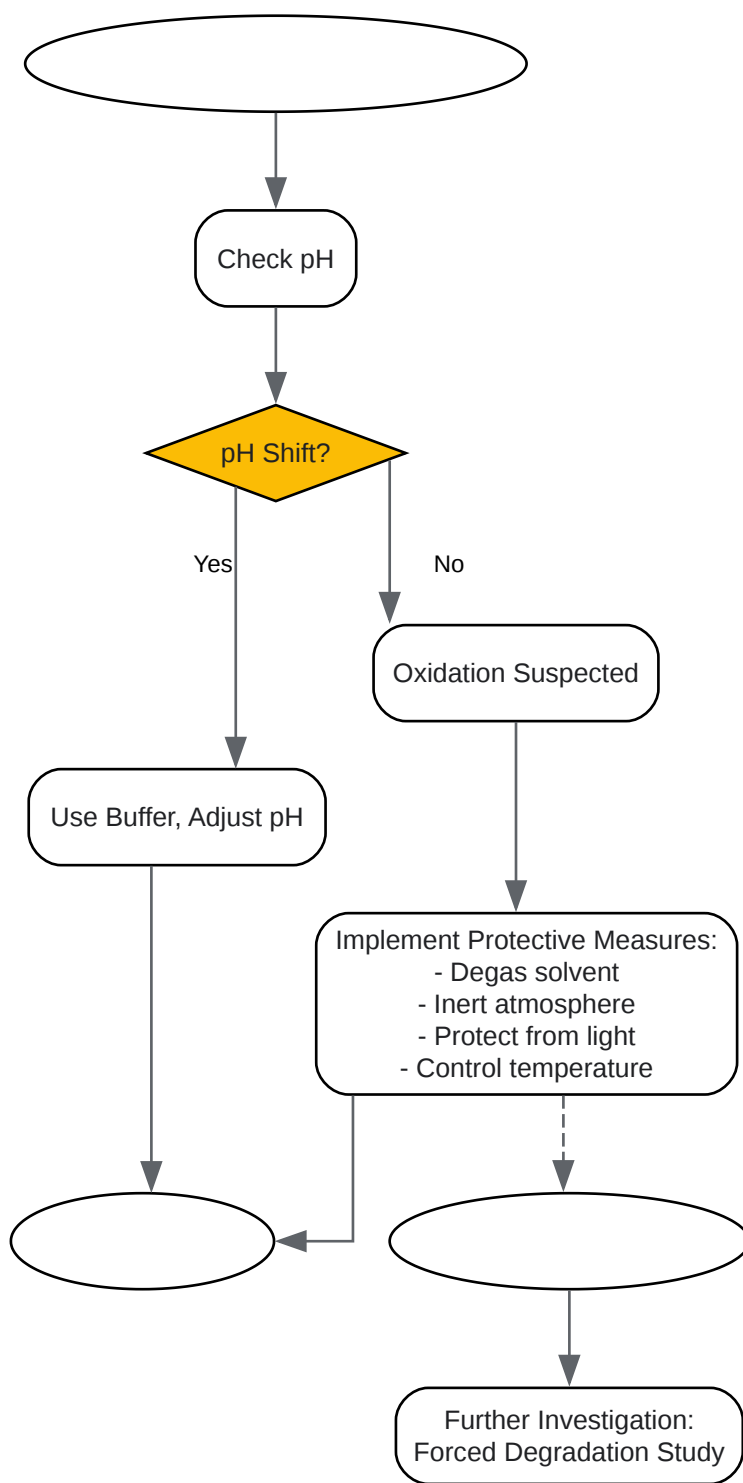 Check pH
pH Shift?
Yes
No
Oxidation Suspected
Use Buffer, Adjust pH
Implement Protective Measures:
- Degas solvent
- Inert atmosphere
- Protect from light
- Control temperature
Further Investigation:
Forced Degradation Study